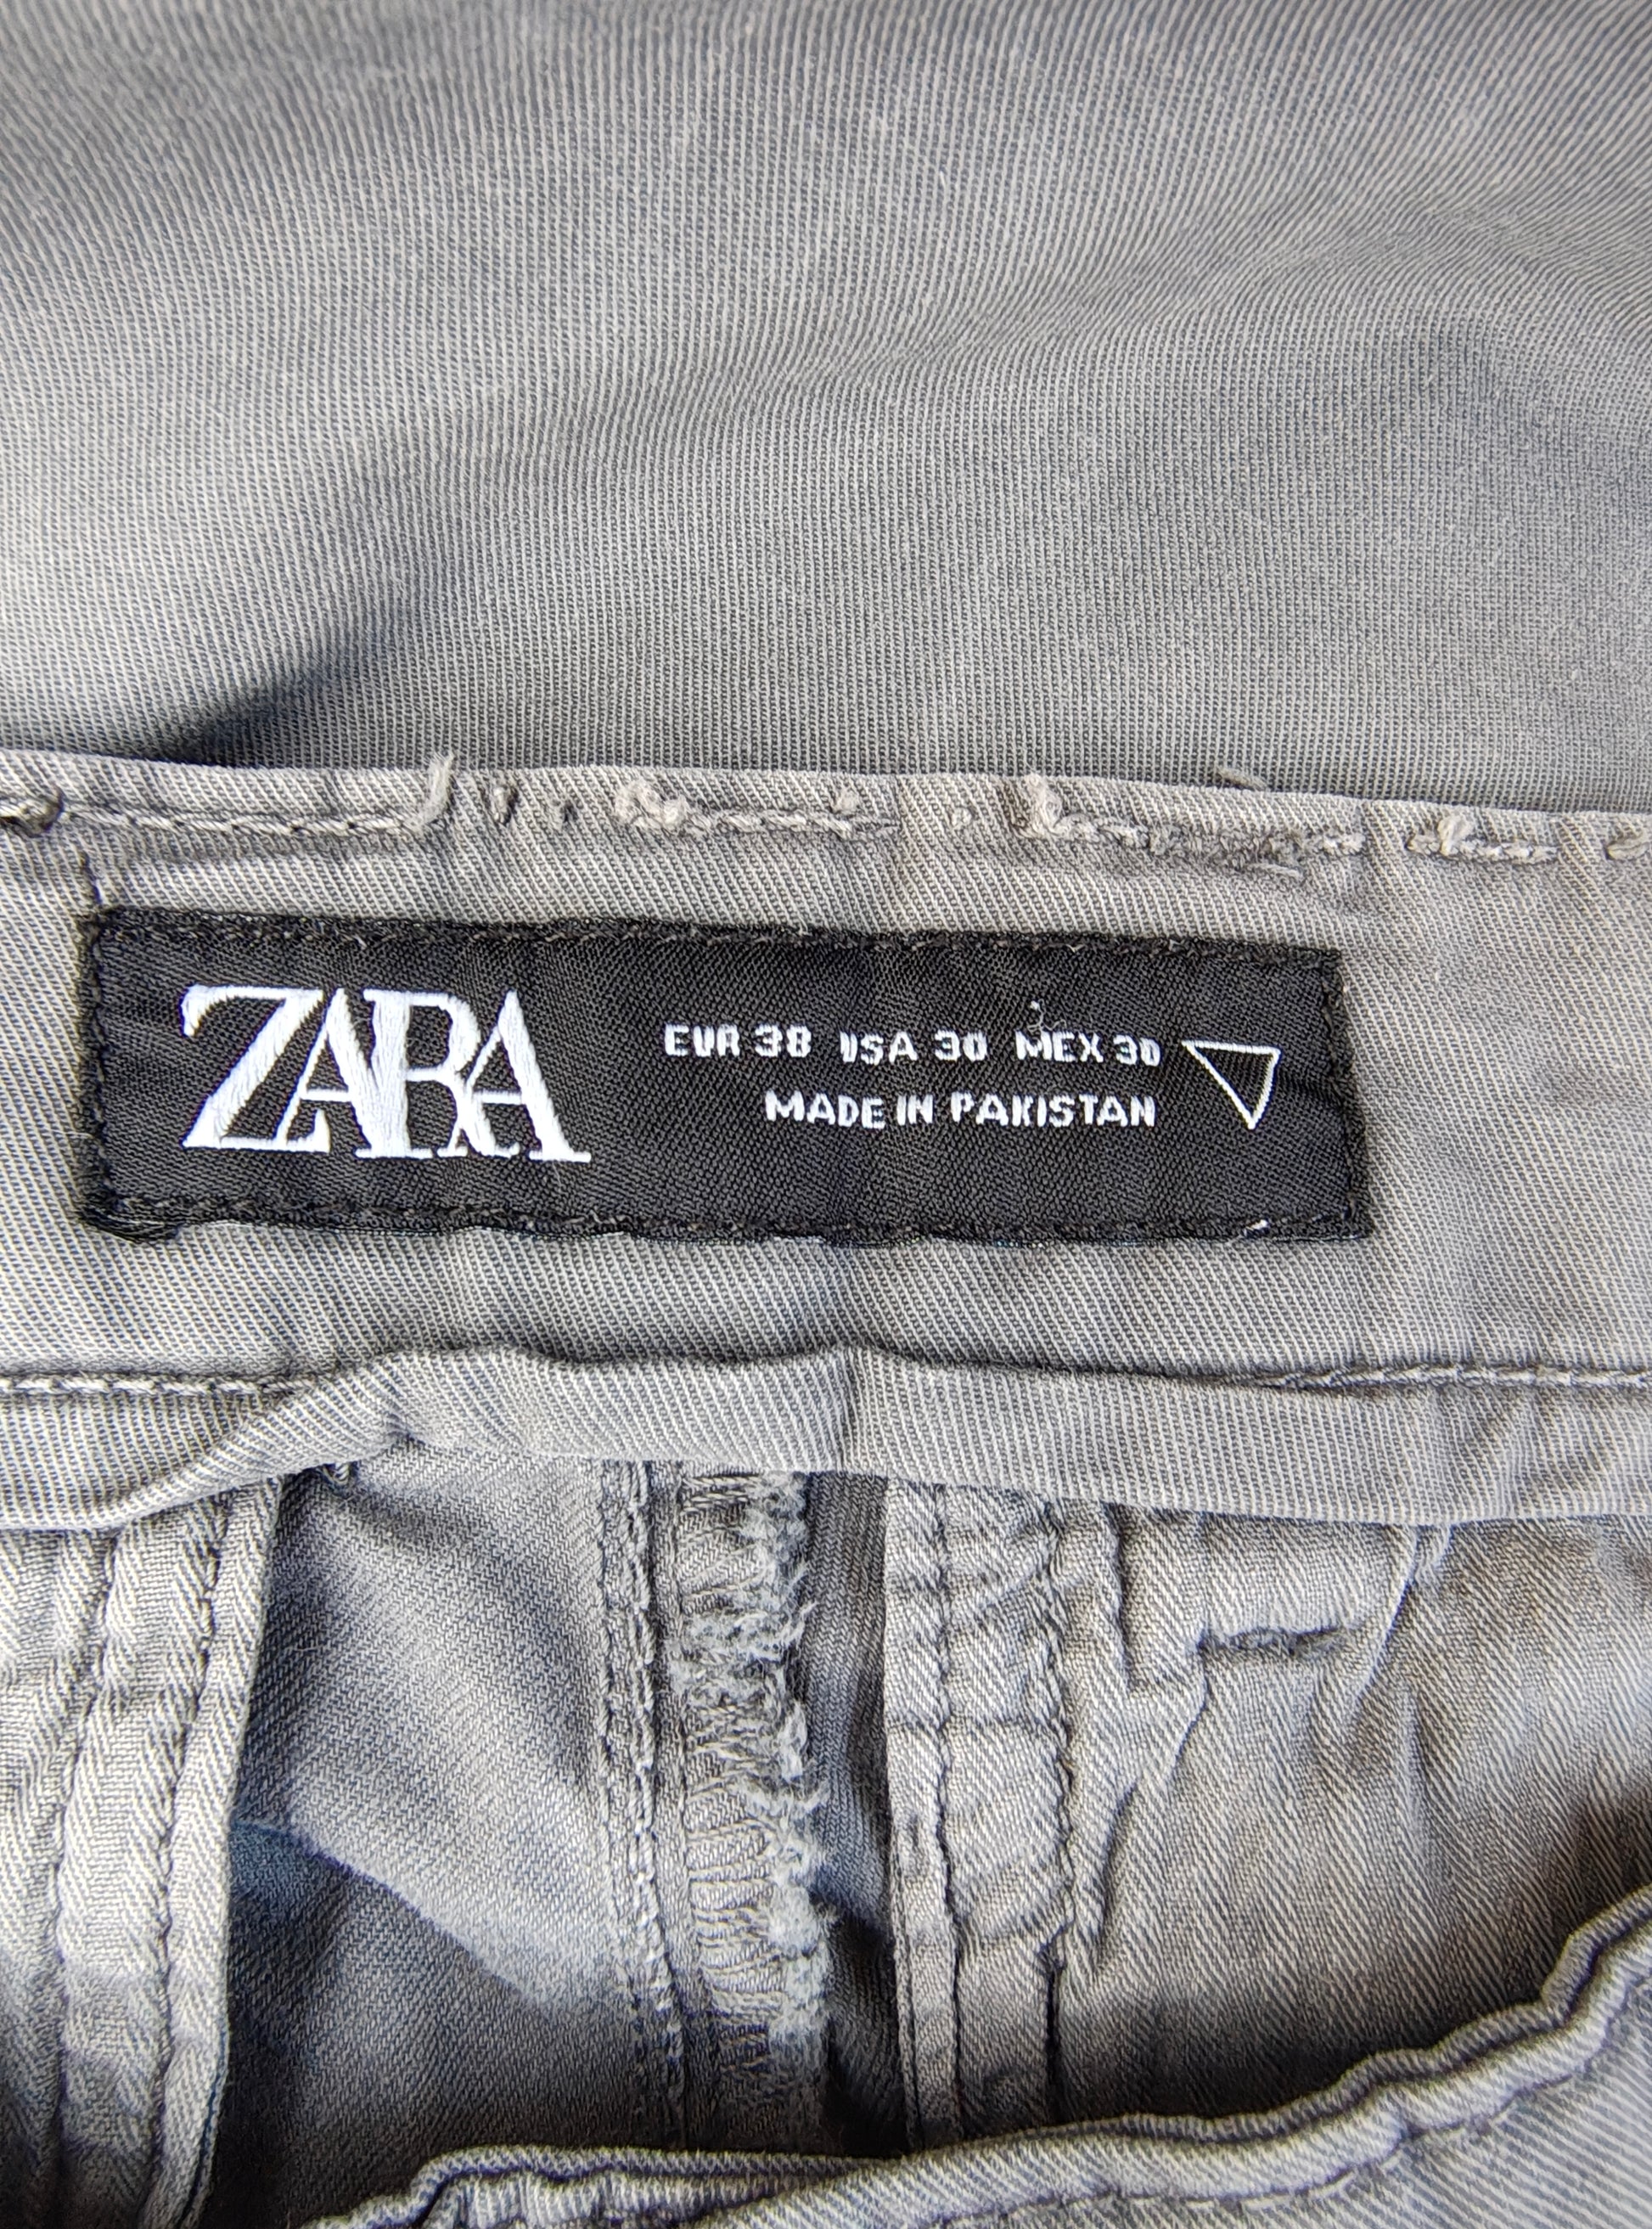 ZARA
EUR 38 USA 30 MEX 30
MADE IN PAKISTAN